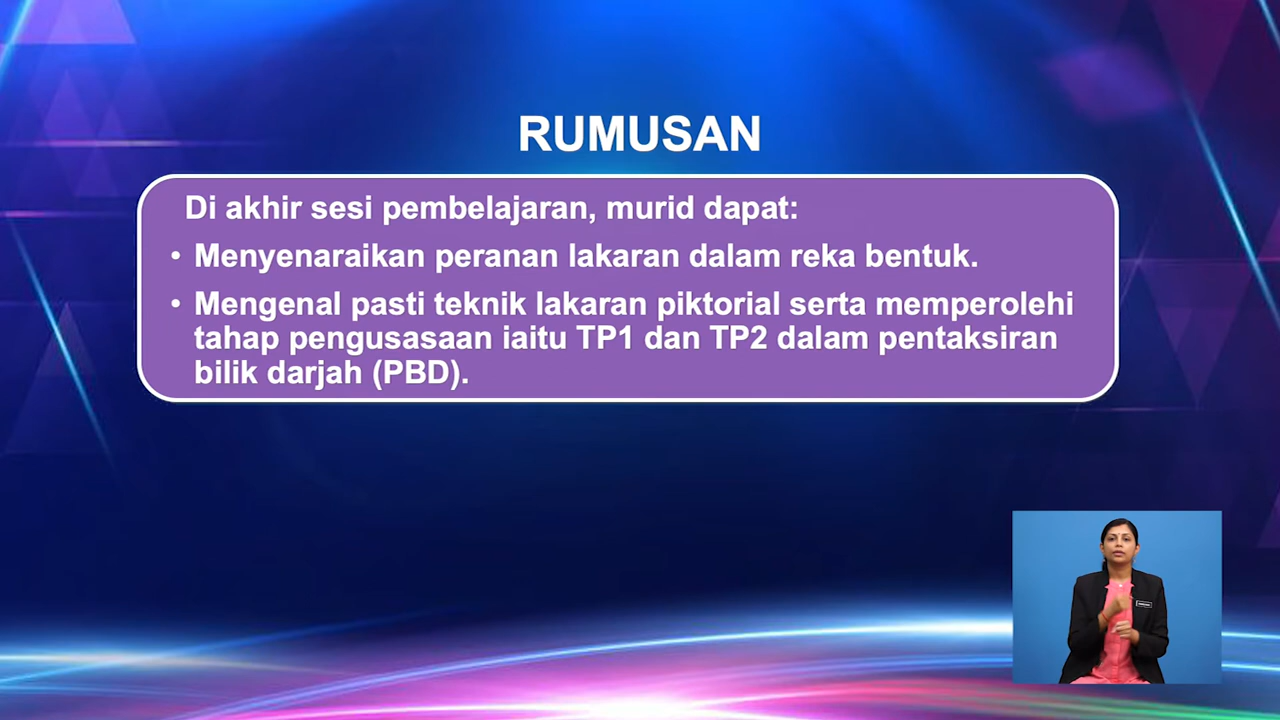 RUMUSAN
Di akhir sesi pembelajaran, murid dapat:
• Menyenaraikan peranan lakaran dalam reka bentuk.
• Mengenal pasti teknik lakaran piktorial serta memperolehi
tahap pengusasaan iaitu TP1 dan TP2 dalam pentaksiran
bilik darjah (PBD).